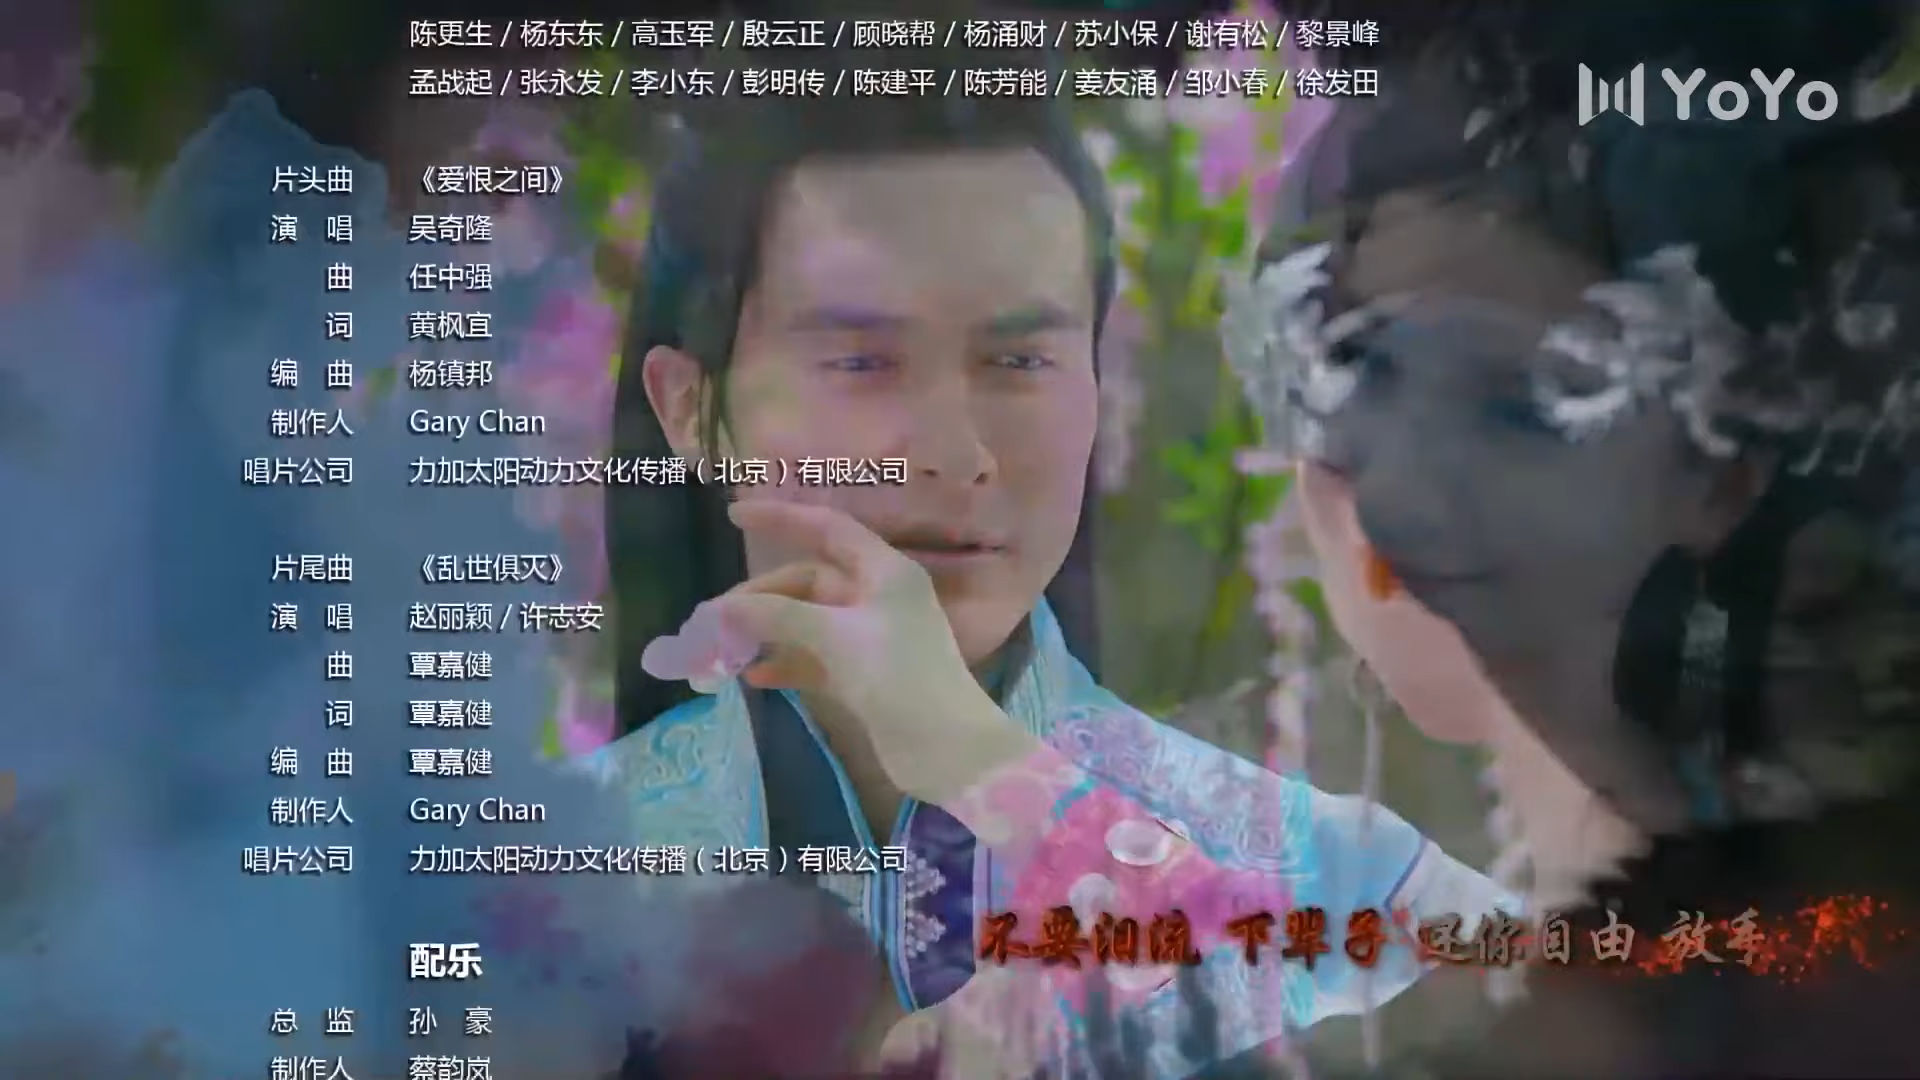 陈更生 / 杨东东 / 高玉军 / 殷云正 / 顾晓帮 / 杨涌财 / 苏小保 / 谢有松 / 黎景峰
孟战起 / 张永发 / 李小东 / 彭明传 / 陈建平 / 陈芳能 / 姜友涌 / 邹小春 / 徐发田
YoYo
片头曲 《爱恨之间》
演 唱 吴奇隆
曲 任中强
词 黄枫宜
编 曲 杨镇邦
制作人 Gary Chan
唱片公司 力加太阳动力文化传播（北京）有限公司
片尾曲 《乱世俱灭》
演 唱 赵丽颖 / 许志安
曲 覃嘉健
词 覃嘉健
编 曲 覃嘉健
制作人 Gary Chan
唱片公司 力加太阳动力文化传播（北京）有限公司
不要泪流 下辈子 还你自由 放手
配乐
总 监 孙 豪
制作人 蔡韵岚